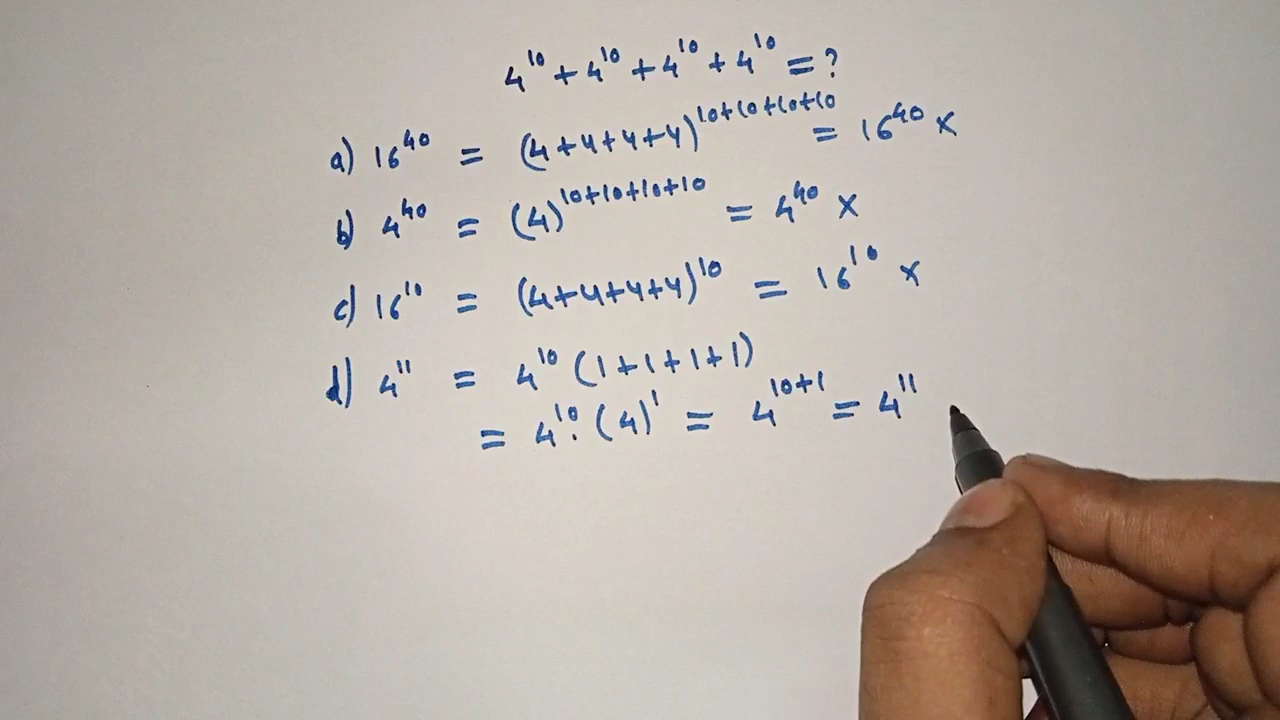 4^10 + 4^10 + 4^10 + 4^10 = ?
a) 16^40 = (4+4+4+4)^10+10+10+10 = 16^40 ×
b) 4^40 = (4)^10+10+10+10 = 4^40 ×
c) 16^10 = (4+4+4+4)^10 = 16^10 ×
d) 4^11 = 4^10 (1+1+1+1)
= 4^10 . (4)^1 = 4^10+1 = 4^11